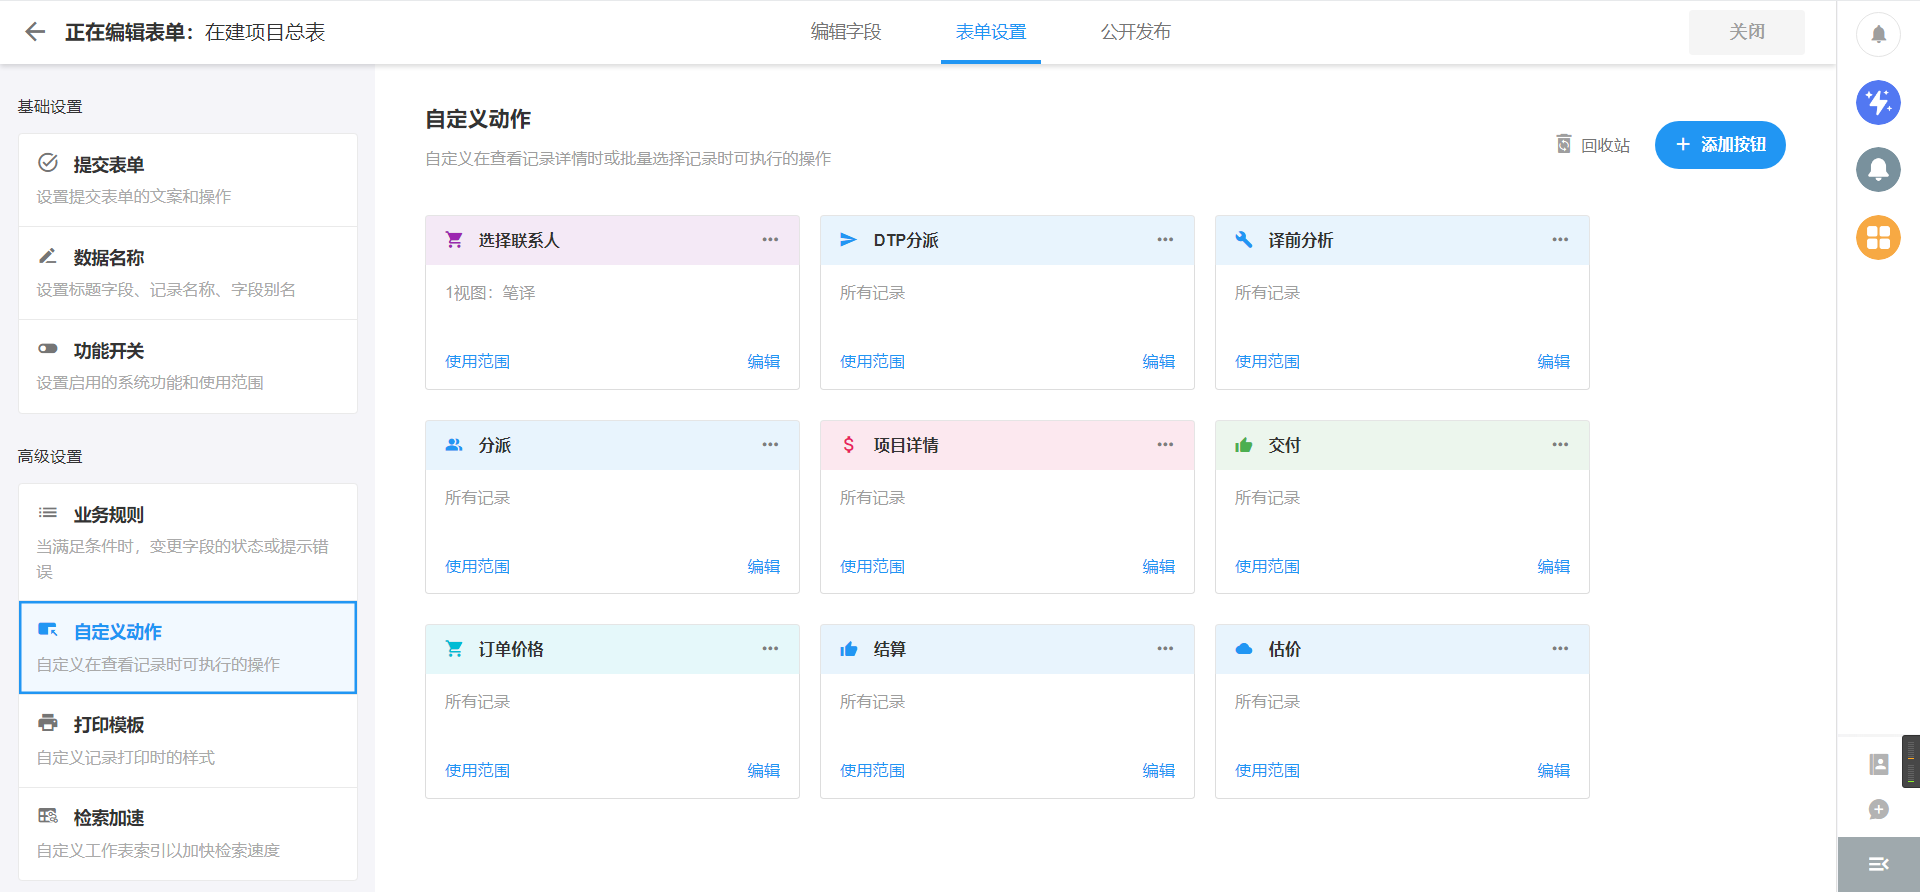 正在编辑表单：在建项目总表
编辑字段
表单设置
公开发布
关闭
基础设置
提交表单
设置提交表单的文案和操作
数据名称
设置标题字段、记录名称、字段别名
功能开关
设置启用的系统功能和使用范围
高级设置
业务规则
当满足条件时，变更字段的状态或提示错
误
自定义动作
自定义在查看记录时可执行的操作
打印模板
自定义记录打印时的样式
检索加速
自定义工作表索引以加快检索速度
自定义动作
自定义在查看记录详情时或批量选择记录时可执行的操作
回收站
+ 添加按钮
选择联系人
1视图：笔译
使用范围
编辑
DTP分派
所有记录
使用范围
编辑
译前分析
所有记录
使用范围
编辑
分派
所有记录
使用范围
编辑
项目详情
所有记录
使用范围
编辑
交付
所有记录
使用范围
编辑
订单价格
所有记录
使用范围
编辑
结算
所有记录
使用范围
编辑
估价
所有记录
使用范围
编辑